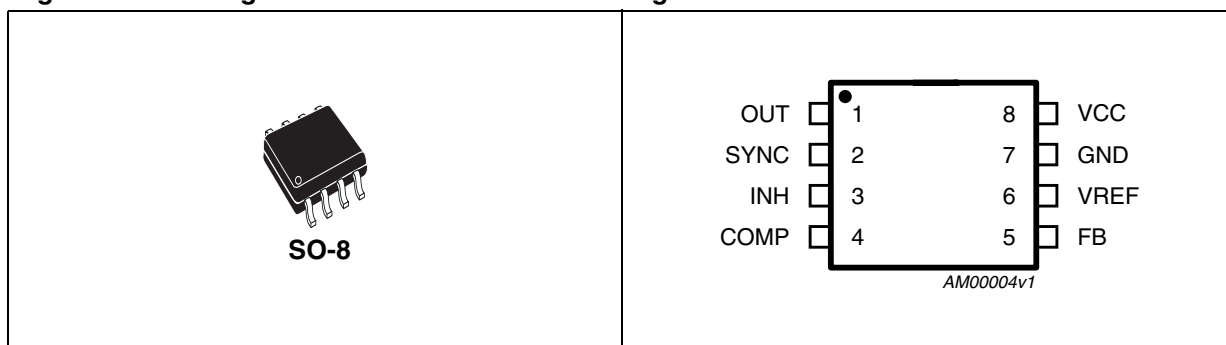 SO-8
OUT 1 8 VCC
SYNC 2 7 GND
INH 3 6 VREF
COMP 4 5 FB
AM00004v1